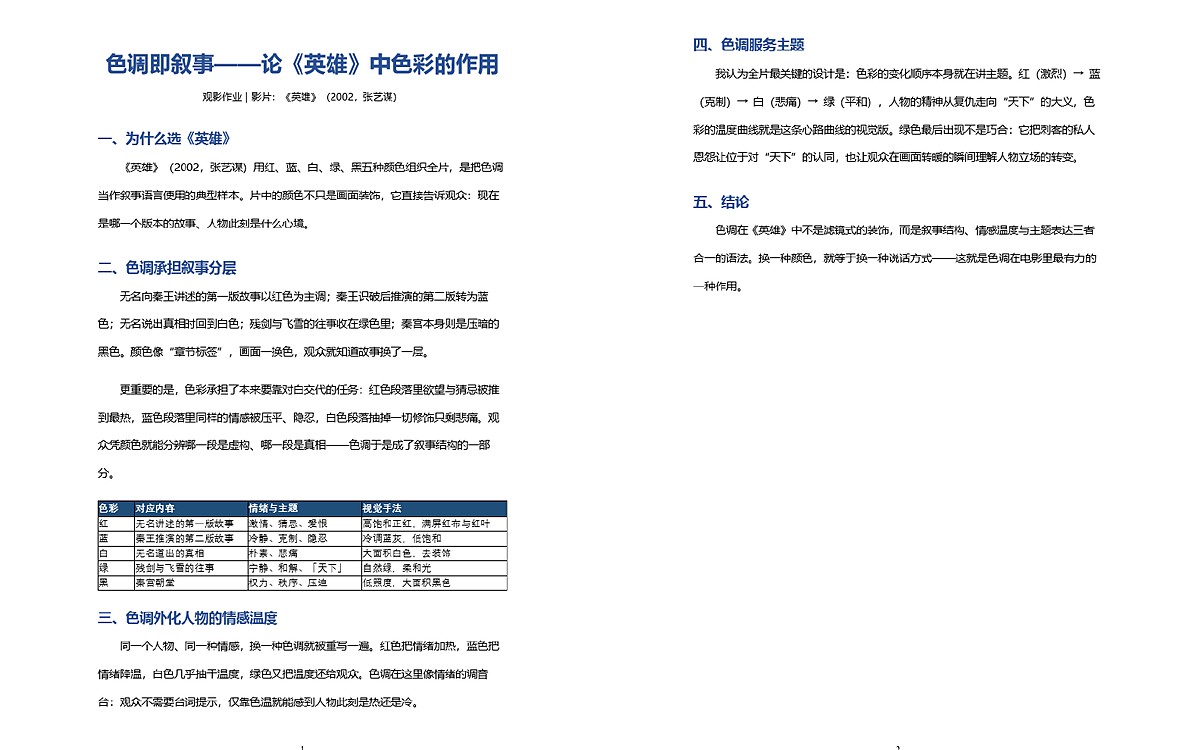 色调即叙事——论《英雄》中色彩的作用
观影作业 | 影片：《英雄》（2002，张艺谋）
一、为什么选《英雄》
《英雄》（2002，张艺谋）用红、蓝、白、绿、黑五种颜色组织全片，是把色调
当作叙事语言使用的典型样本。片中的颜色不只是画面装饰，它直接告诉观众：现在
是哪一个版本的故事、人物此刻是什么心境。
二、色调承担叙事分层
无名向秦王讲述的第一版故事以红色为主调；秦王识破后推演的第二版转为蓝
色；无名说出真相时回到白色；残剑与飞雪的往事收在绿色里；秦宫本身则是压暗的
黑色。颜色像“章节标签”，画面一换色，观众就知道故事换了一层。
更重要的是，色彩承担了本来要靠对白交代的任务：红色段落里欲望与猜忌被推
到最热，蓝色段落里同样的情感被压平、隐忍，白色段落抽掉一切修饰只剩悲痛。观
众凭颜色就能分辨哪一段是虚构、哪一段是真相——色调于是成了叙事结构的一部
分。
色彩 对应内容 情绪与主题 视觉手法
红 无名讲述的第一版故事 激情、猜忌、爱恨 高饱和正红，满屏红布与红叶
蓝 秦王推演的第二版故事 冷静、克制、隐忍 冷调蓝灰，低饱和
白 无名道出的真相 朴素、悲痛 大面积白色，去装饰
绿 残剑与飞雪的往事 宁静、和解、「天下」 自然绿，柔和光
黑 秦宫朝堂 权力、秩序、压迫 低照度，大面积黑色
三、色调外化人物的情感温度
同一个人物、同一种情感，换一种色调就被重写一遍。红色把情绪加热，蓝色把
情绪降温，白色几乎抽干温度，绿色又把温度还给观众。色调在这里像情绪的调音
台：观众不需要台词提示，仅靠色温就能感到人物此刻是热还是冷。
1
四、色调服务主题
我认为全片最关键的设计是：色彩的变化顺序本身就在讲主题。红（激烈）→ 蓝
（克制）→ 白（悲痛）→ 绿（平和），人物的精神从复仇走向“天下”的大义，色
彩的温度曲线就是这条心路曲线的视觉版。绿色最后出现不是巧合：它把刺客的私人
恩怨让位于对“天下”的认同，也让观众在画面转暖的瞬间理解人物立场的转变。
五、结论
色调在《英雄》中不是滤镜式的装饰，而是叙事结构、情感温度与主题表达三者
合一的语法。换一种颜色，就等于换一种说话方式——这就是色调在电影里最有力的
一种作用。
2